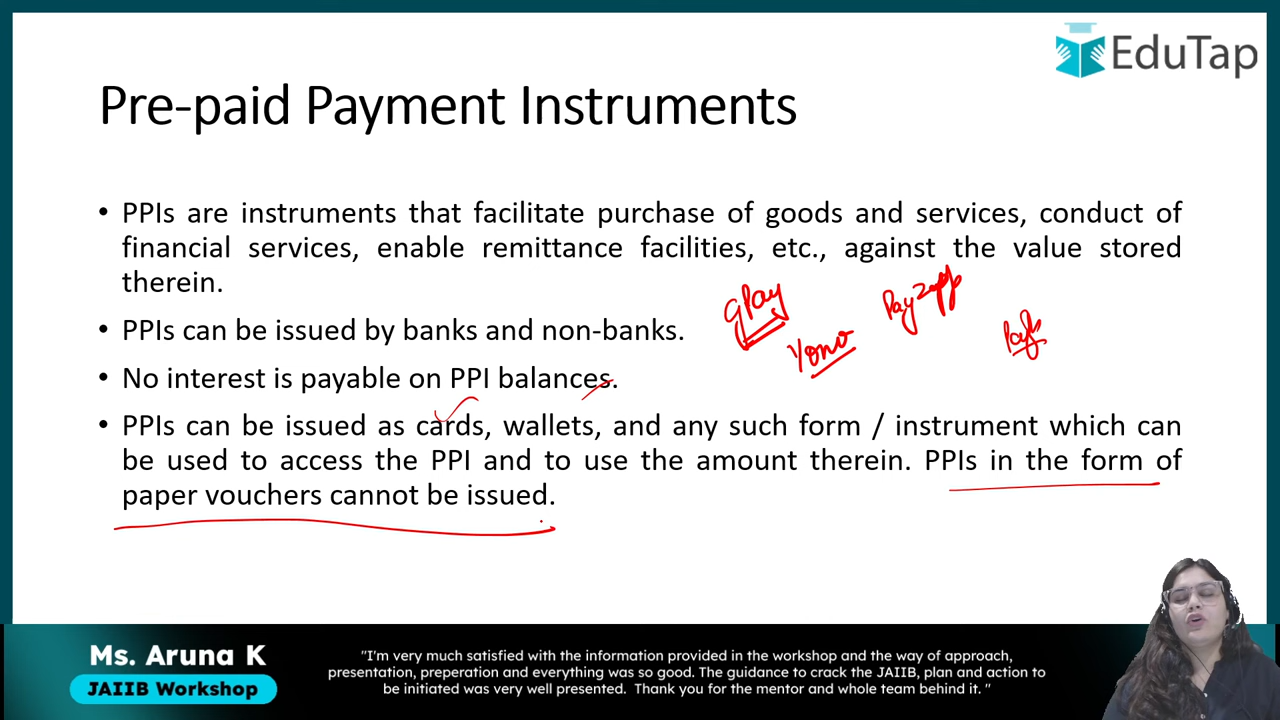 EduTap
Pre-paid Payment Instruments
• PPIs are instruments that facilitate purchase of goods and services, conduct of
financial services, enable remittance facilities, etc., against the value stored
therein.
GPay
Payzapp
Yono
• PPIs can be issued by banks and non-banks.
• No interest is payable on PPI balances.
• PPIs can be issued as cards, wallets, and any such form / instrument which can
be used to access the PPI and to use the amount therein. PPIs in the form of
paper vouchers cannot be issued.
Ms. Aruna K
JAIIB Workshop
"I'm very much satisfied with the information provided in the workshop and the way of approach,
presentation, preperation and everything was so good. The guidance to crack the JAIIB, plan and action to
be initiated was very well presented. Thank you for the mentor and whole team behind it. "